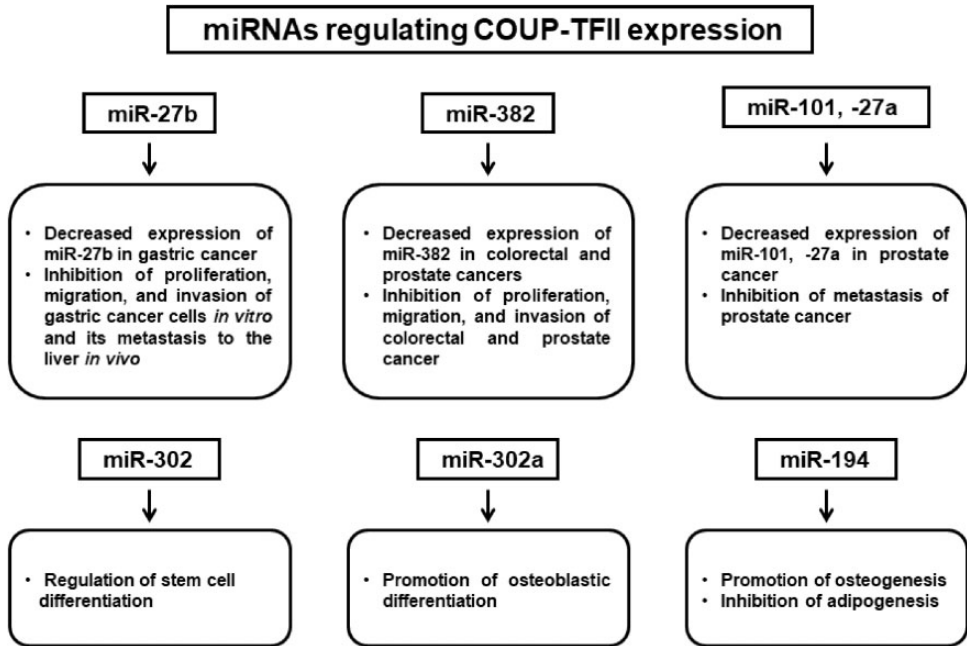 miRNAs regulating COUP-TFII expression
miR-27b
• Decreased expression of
miR-27b in gastric cancer
• Inhibition of proliferation,
migration, and invasion of
gastric cancer cells in vitro
and its metastasis to the
liver in vivo
miR-382
• Decreased expression of
miR-382 in colorectal and
prostate cancers
• Inhibition of proliferation,
migration, and invasion of
colorectal and prostate
cancer
miR-101, -27a
• Decreased expression of
miR-101, -27a in prostate
cancer
• Inhibition of metastasis of
prostate cancer
miR-302
• Regulation of stem cell
differentiation
miR-302a
• Promotion of osteoblastic
differentiation
miR-194
• Promotion of osteogenesis
• Inhibition of adipogenesis